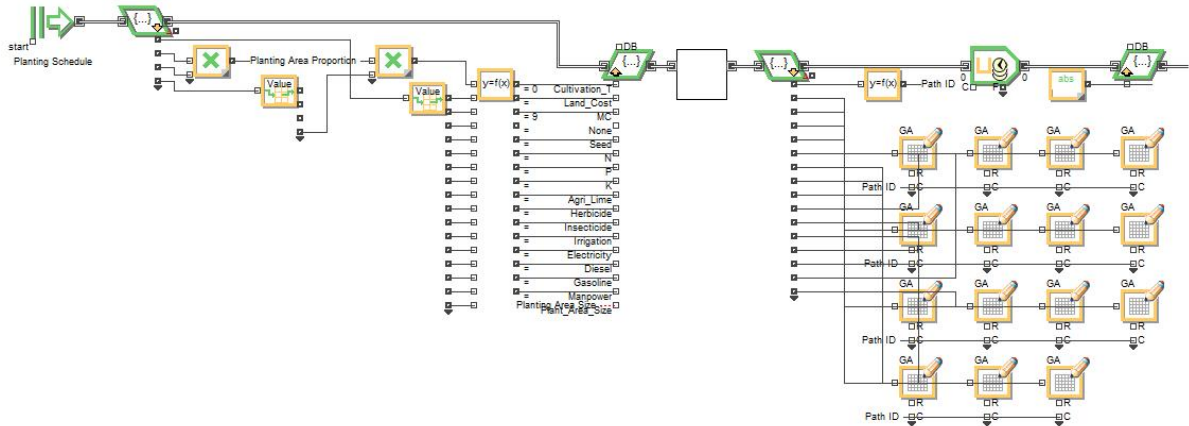 start
Planting Schedule
{...}
Planting Area Proportion
Value
Value
y=f(x)
= 0 Cultivation_T
= Land_Cost
= 9 MC
= None
= Seed
= N
= P
= K
= Agri_Lime
= Herbicide
= Insecticide
= Irrigation
= Electricity
= Diesel
= Gasoline
= Manpower
Planting Area Size
Plant_Area_Size
DB
{...}
{...}
y=f(x)
Path ID
0
U
0
C
abs
DB
{...}
GA GA GA GA
R R R R
Path ID C C C C
GA GA GA GA
R R R R
Path ID C C C C
GA GA GA GA
R R R R
Path ID C C C C
GA GA GA
R R R
Path ID C C C